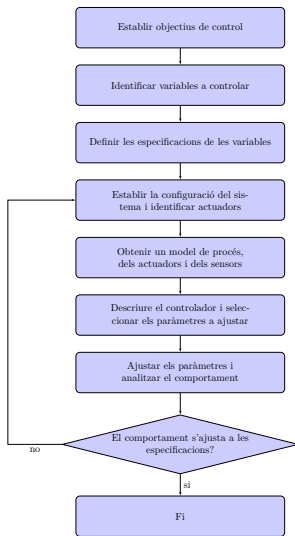 Establir objectius de control
Identificar variables a controlar
Definir les especificacions de les variables
Establir la configuració del sis-
tema i identificar actuadors
Obtenir un model de procés,
dels actuadors i dels sensors
Descriure el controlador i selec-
cionar els paràmetres a ajustar
Ajustar els paràmetres i
analitzar el comportament
El comportament s'ajusta a les
especificacions?
no
si
Fi